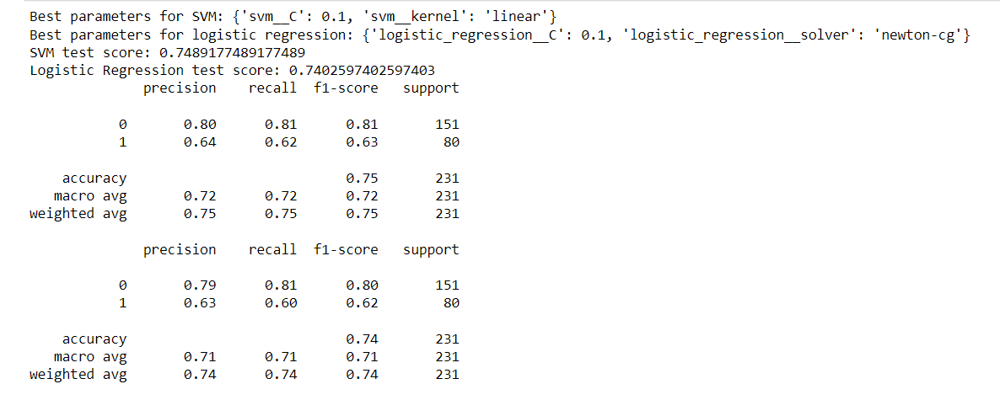 Best parameters for SVM: {'svm__C': 0.1, 'svm__kernel': 'linear'}
Best parameters for logistic regression: {'logistic_regression__C': 0.1, 'logistic_regression__solver': 'newton-cg'}
SVM test score: 0.7489177489177489
Logistic Regression test score: 0.7402597402597403
              precision    recall  f1-score   support

           0       0.80      0.81      0.81       151
           1       0.64      0.62      0.63        80

    accuracy                           0.75       231
   macro avg       0.72      0.72      0.72       231
weighted avg       0.75      0.75      0.75       231

              precision    recall  f1-score   support

           0       0.79      0.81      0.80       151
           1       0.63      0.60      0.62        80

    accuracy                           0.74       231
   macro avg       0.71      0.71      0.71       231
weighted avg       0.74      0.74      0.74       231